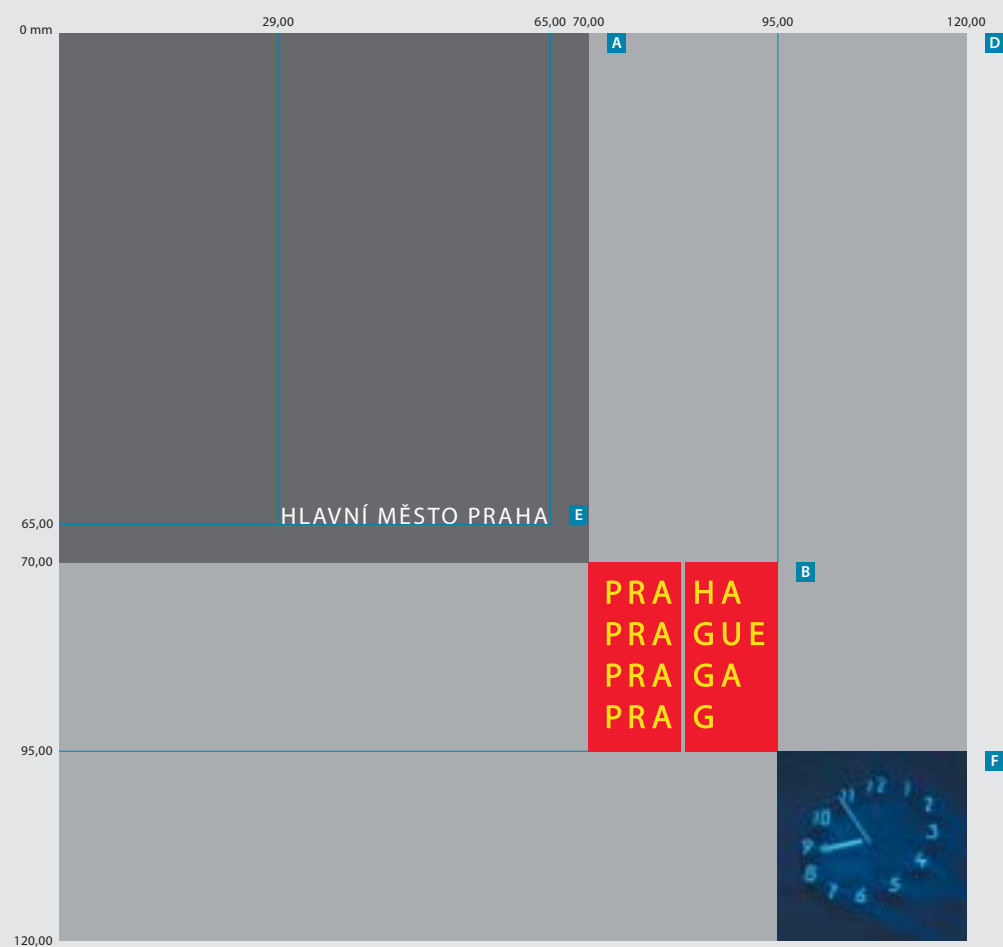 29,00 65,00 70,00 95,00 120,00
0 mm
A D
HLAVNÍ MĚSTO PRAHA E
65,00
70,00
B
PRA HA
PRA GUE
PRA GA
PRA G
95,00
F
11 12 1
10 2
9 3
8 4
7 6 5
120,00